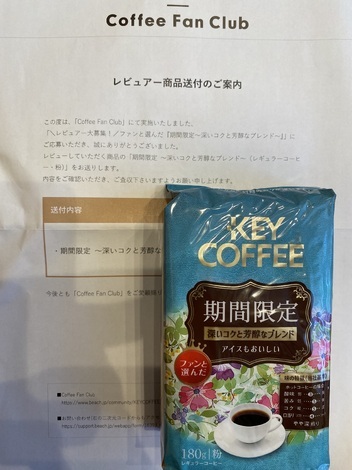 Coffee Fan Club
レビュアー商品送付のご案内
この度は、「Coffee Fan Club」にて実施いたしました、
「＼レビュアー大募集！／ファンと選んだ『期間限定 ～深いコクと芳醇なブレンド～』」に
ご応募いただき、誠にありがとうございました。
レビューしていただく商品の「期間限定 ～深いコクと芳醇なブレンド～（レギュラーコーヒ
ー・粉）」をお送りします。
内容をご確認いただき、ご査収下さいますようお願い申し上げます。
送付内容
・期間限定 ～深いコクと芳醇な
今後とも「Coffee Fan Club」をご愛顧
■Coffee Fan Club
KEY
COFFEE
期間限定
深いコクと芳醇なブレンド
アイスもおいしい
ファンと
選んだ
酸味
苦み
コク
180g 粉
レギュラーコーヒー